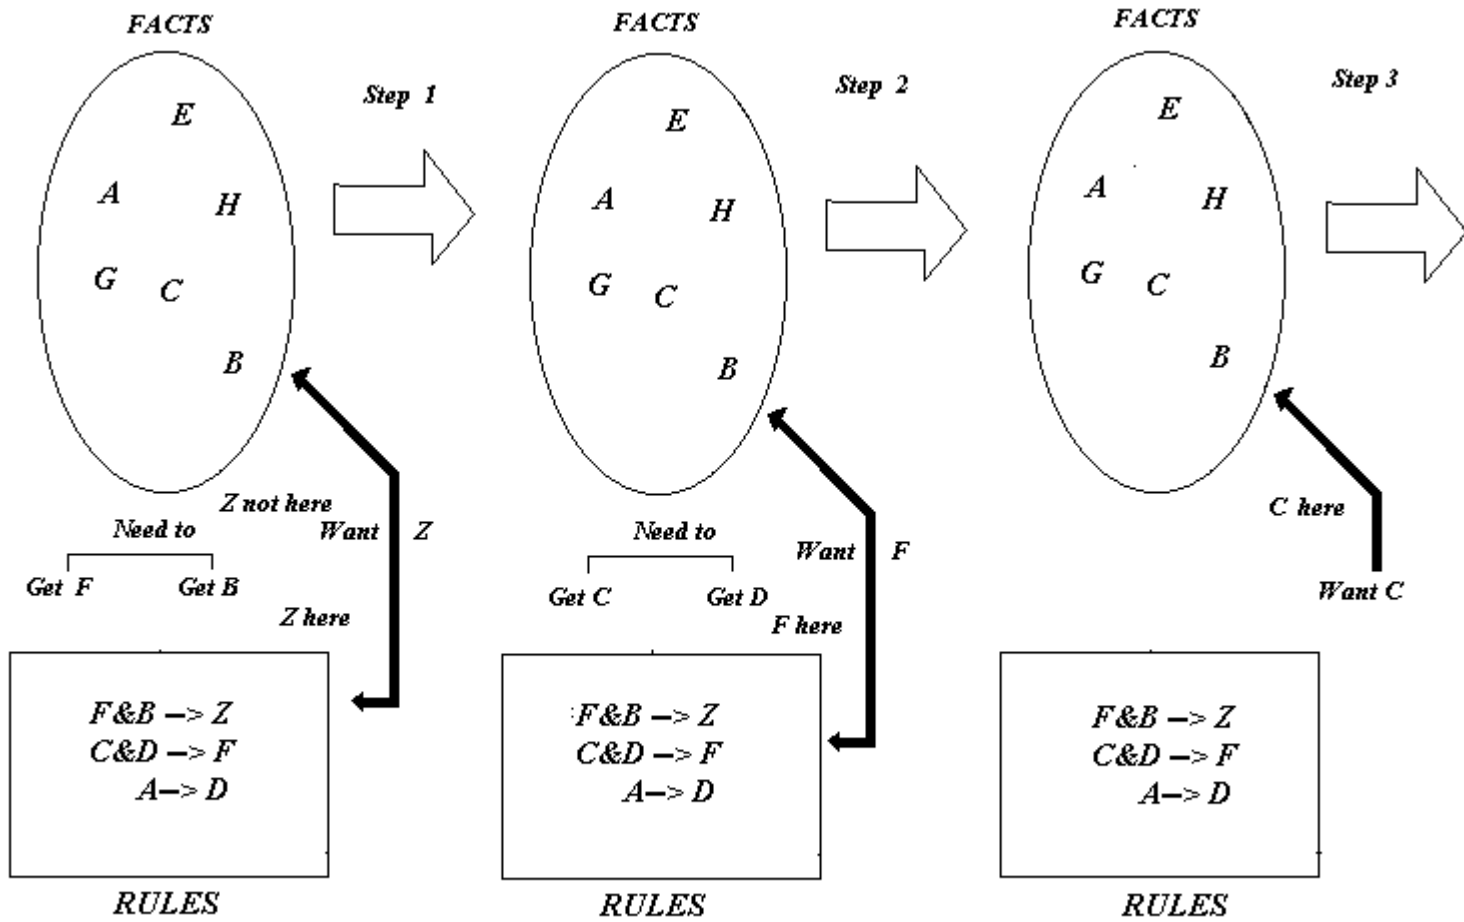 FACTS
E
A
H
G
C
B
Z not here
Need to
Want Z
Get F
Get B
Z here
F&B --> Z
C&D --> F
A--> D
RULES
Step 1
FACTS
E
A
H
G
C
B
Need to
Want F
Get C
Get D
F here
:F&B --> Z
C&D --> F
A--> D
RULES
Step 2
FACTS
E
A
H
G
C
B
C here
Want C
F&B --> Z
C&D --> F
A--> D
RULES
Step 3